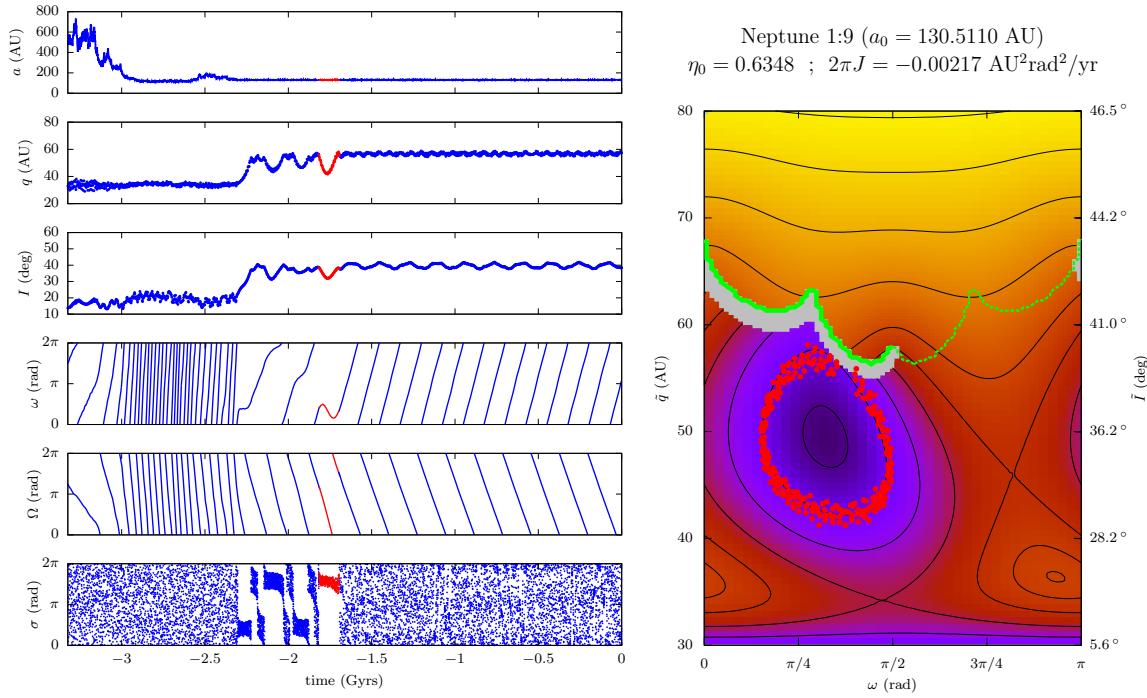 800
600
400
200
0
a (AU)
80
60
40
20
q (AU)
60
50
40
30
20
10
I (deg)
2π
π
0
ω (rad)
2π
π
0
Ω (rad)
2π
π
0
σ (rad)
−3 −2.5 −2 −1.5 −1 −0.5 0
time (Gyrs)
Neptune 1:9 (a₀ = 130.5110 AU)
η₀ = 0.6348 ; 2πJ = −0.00217 AU²rad²/yr
80
70
60
50
40
30
q̃ (AU)
46.5°
44.2°
41.0°
36.2°
28.2°
5.6°
Ĩ (deg)
0 π/4 π/2 3π/4 π
ω (rad)